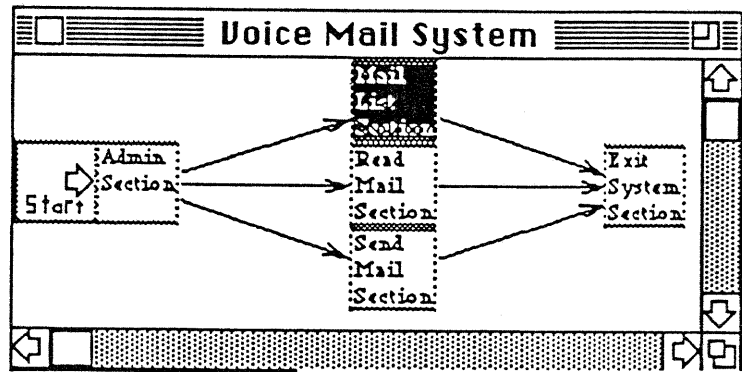 Voice Mail System
Mail
List
Section
Admin
Section
Start
Read
Mail
Section
Send
Mail
Section
Exit
System
Section